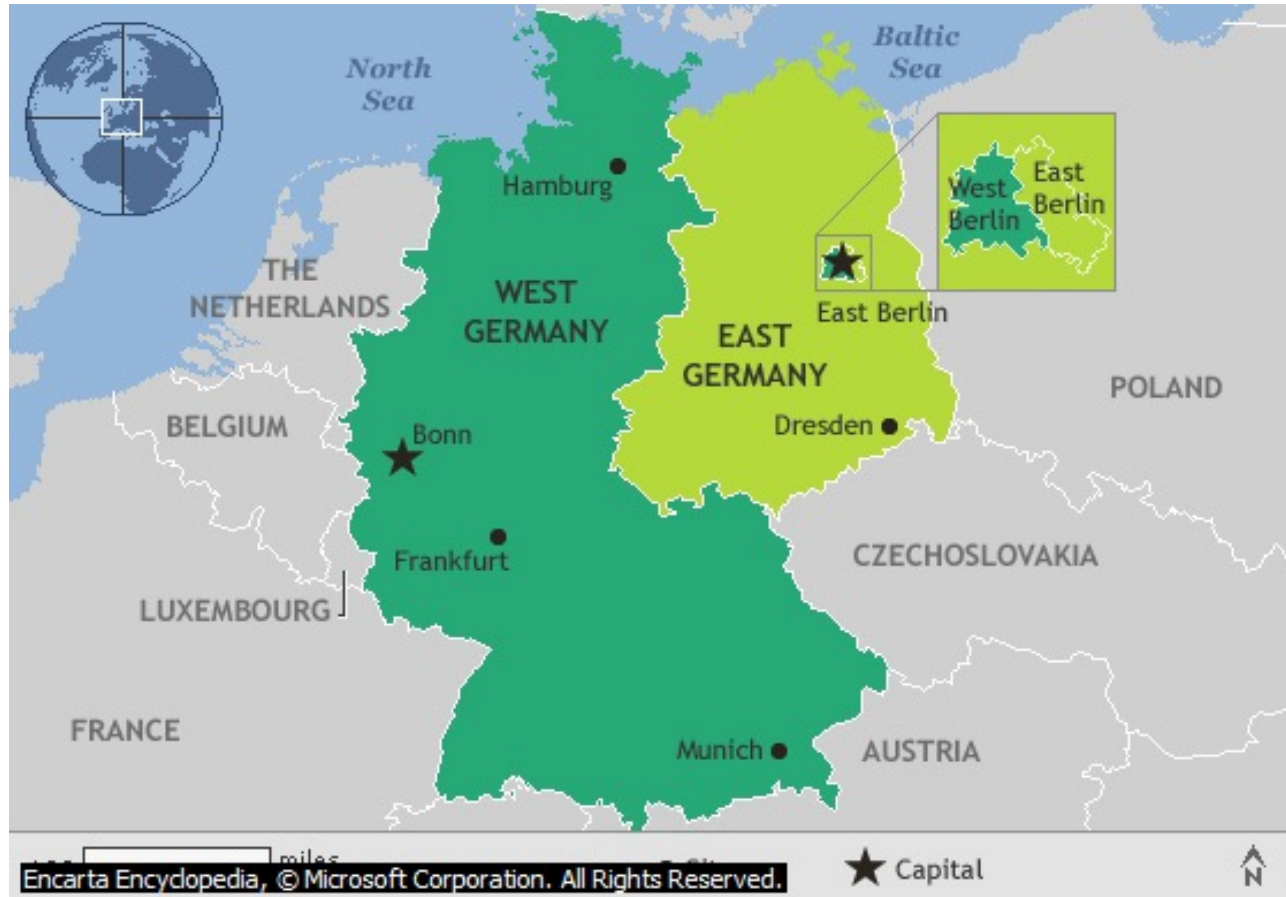 North
Sea
Baltic
Sea
Hamburg
West
Berlin
East
Berlin
THE
NETHERLANDS
WEST
GERMANY
East Berlin
EAST
GERMANY
POLAND
BELGIUM
Bonn
Dresden
Frankfurt
CZECHOSLOVAKIA
LUXEMBOURG
FRANCE
Munich
AUSTRIA
miles
Capital
N
Encarta Encyclopedia, © Microsoft Corporation. All Rights Reserved.